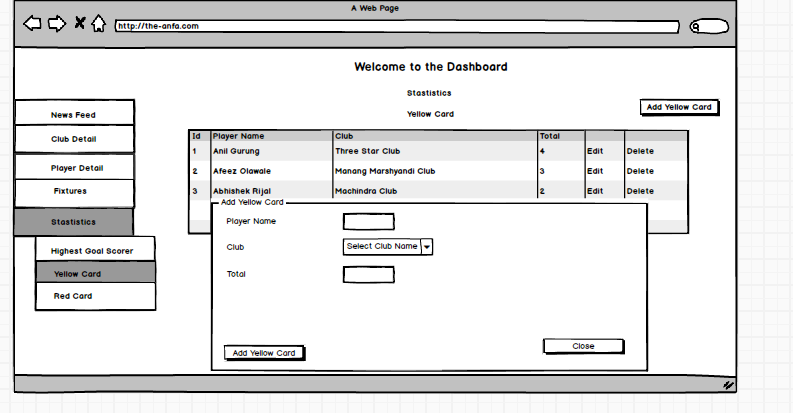 A Web Page
http://the-anfa.com
Welcome to the Dashboard
Stastistics
Yellow Card
Add Yellow Card
News Feed
Club Detail
Player Detail
Fixtures
Stastistics
Highest Goal Scorer
Yellow Card
Red Card
Id Player Name Club Total
1 Anil Gurung Three Star Club 4 Edit Delete
2 Afeez Olawale Manang Marshyandi Club 3 Edit Delete
3 Abhishek Rijal Machindra Club 2 Edit Delete
Add Yellow Card
Player Name
Club Select Club Name
Total
Add Yellow Card Close